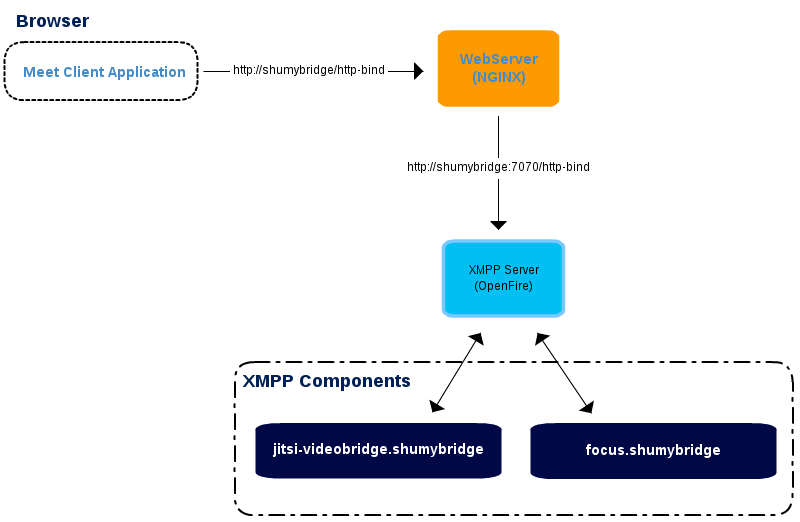 Browser
Meet Client Application
http://shumybridge/http-bind
WebServer
(NGINX)
http://shumybridge:7070/http-bind
XMPP Server
(OpenFire)
XMPP Components
jitsi-videobridge.shumybridge
focus.shumybridge